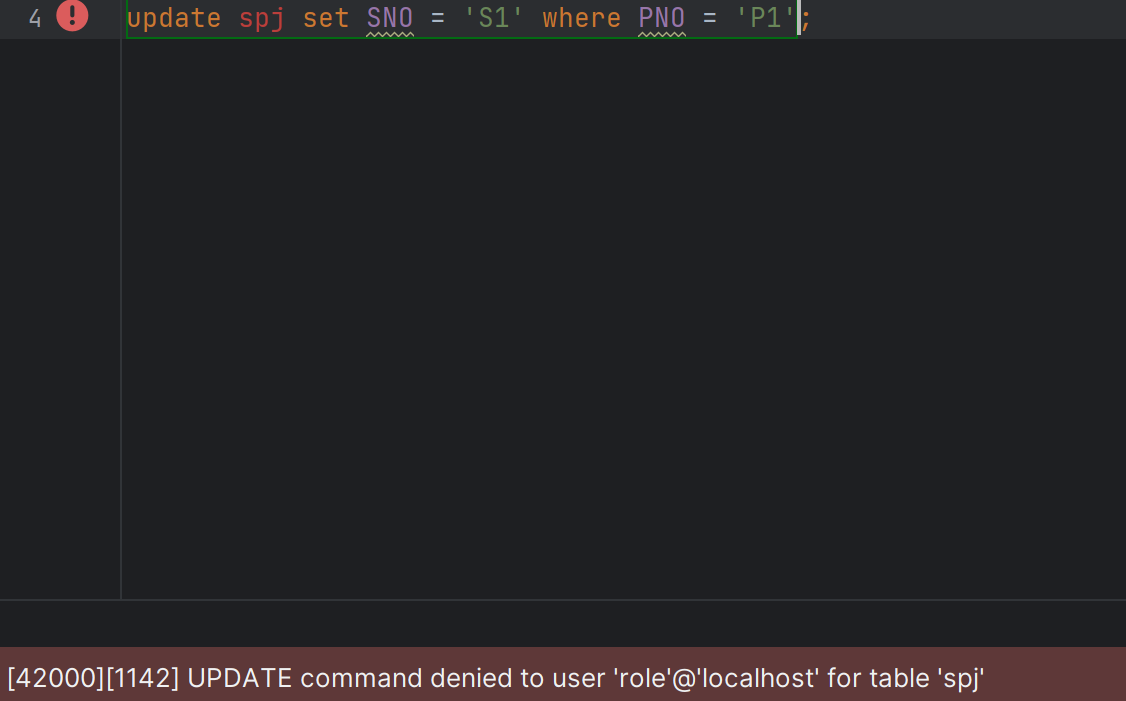 4 update spj set SNO = 'S1' where PNO = 'P1';
[42000][1142] UPDATE command denied to user 'role'@'localhost' for table 'spj'